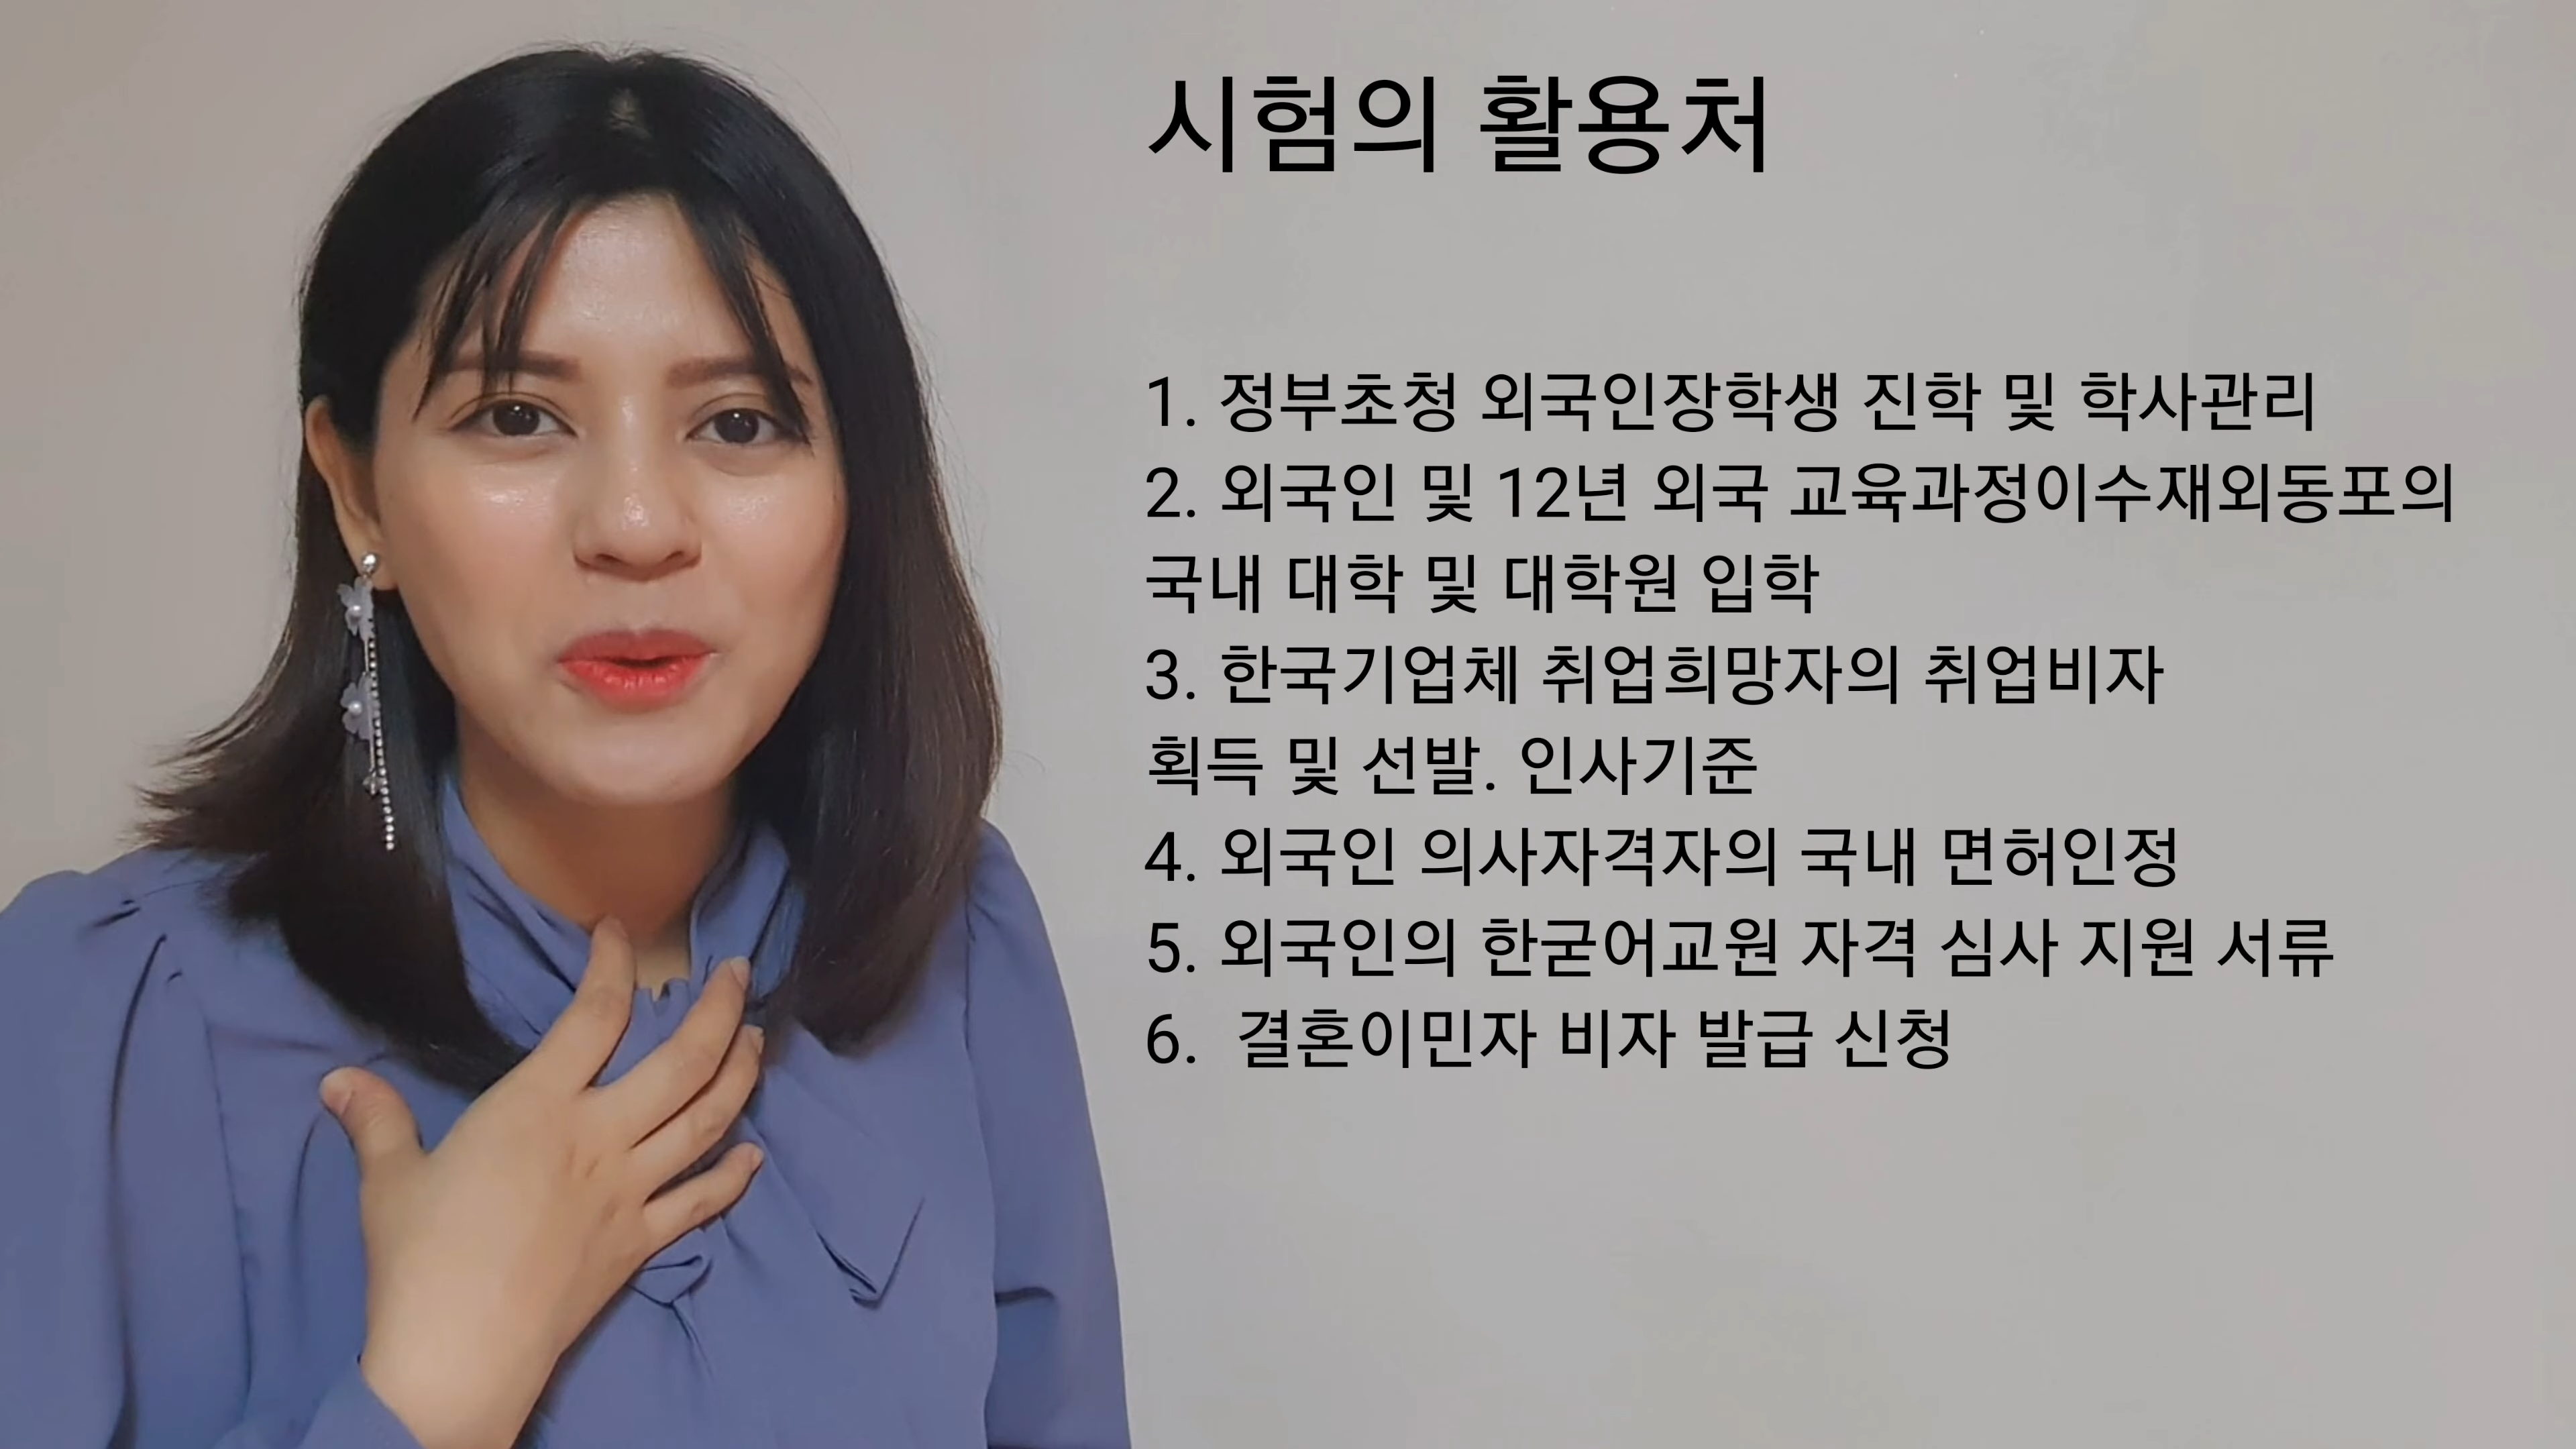 시험의 활용처
1. 정부초청 외국인장학생 진학 및 학사관리
2. 외국인 및 12년 외국 교육과정이수재외동포의
국내 대학 및 대학원 입학
3. 한국기업체 취업희망자의 취업비자
획득 및 선발. 인사기준
4. 외국인 의사자격자의 국내 면허인정
5. 외국인의 한굳어교원 자격 심사 지원 서류
6.  결혼이민자 비자 발급 신청